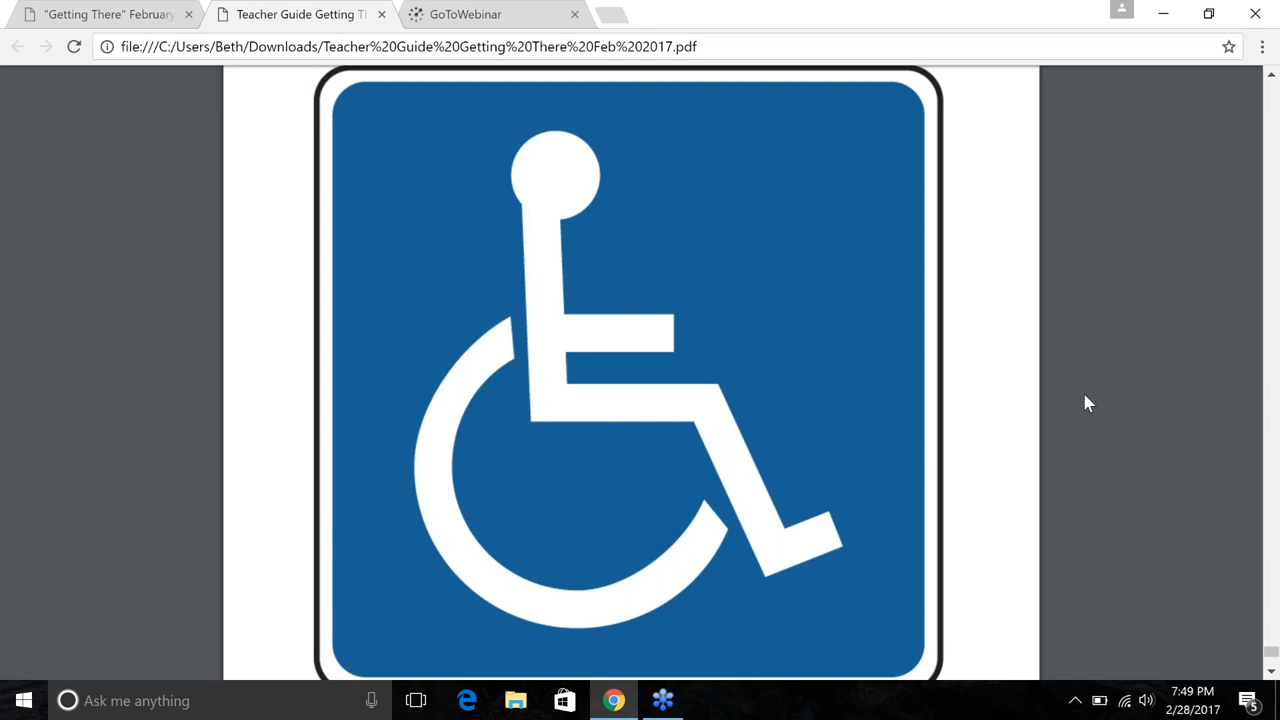 "Getting There" February
Teacher Guide Getting T
GoToWebinar
file:///C:/Users/Beth/Downloads/Teacher%20Guide%20Getting%20There%20Feb%202017.pdf
Ask me anything
7:49 PM
2/28/2017
5